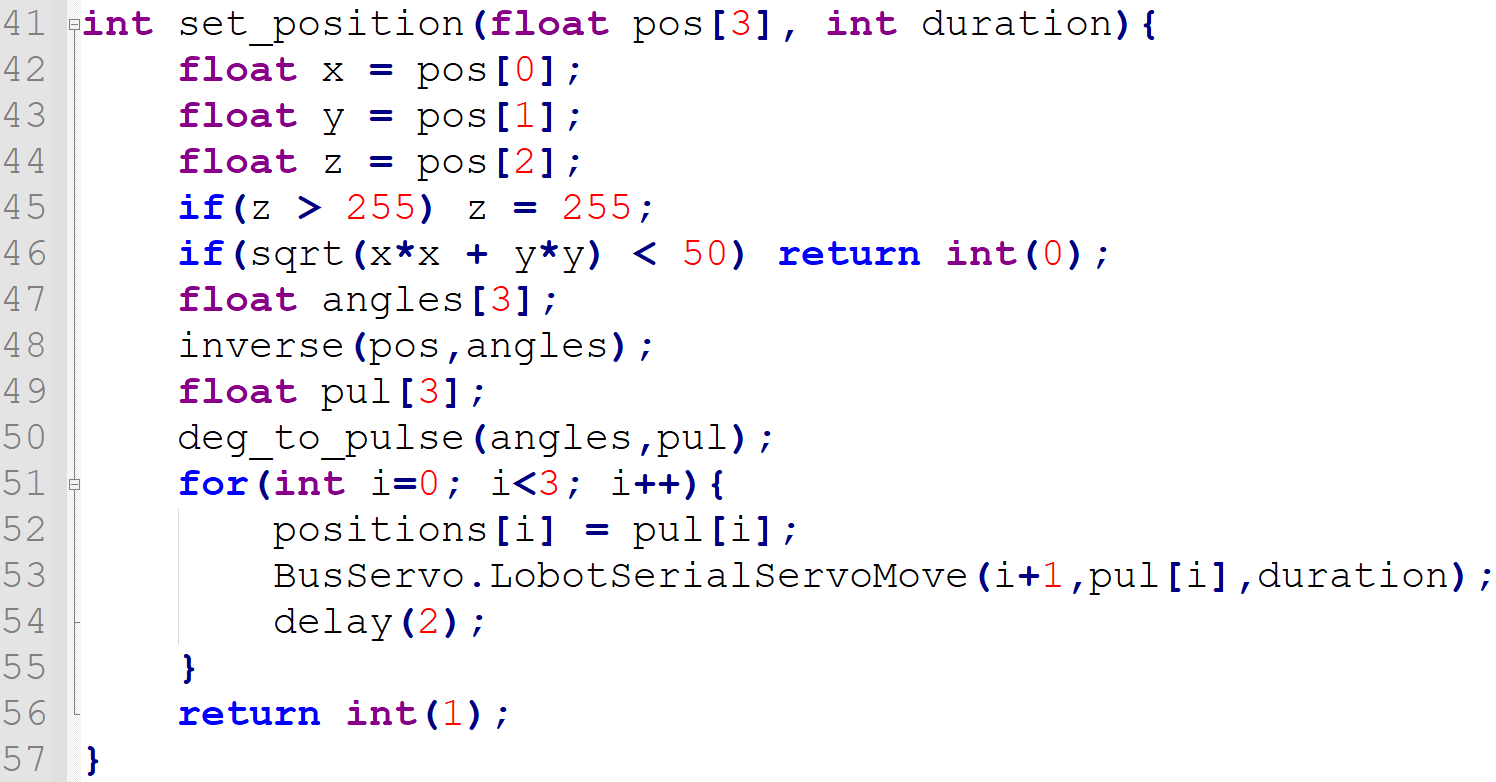 41 int set_position(float pos[3], int duration){
42     float x = pos[0];
43     float y = pos[1];
44     float z = pos[2];
45     if(z > 255) z = 255;
46     if(sqrt(x*x + y*y) < 50) return int(0);
47     float angles[3];
48     inverse(pos,angles);
49     float pul[3];
50     deg_to_pulse(angles,pul);
51     for(int i=0; i<3; i++){
52         positions[i] = pul[i];
53         BusServo.LobotSerialServoMove(i+1,pul[i],duration);
54         delay(2);
55     }
56     return int(1);
57 }